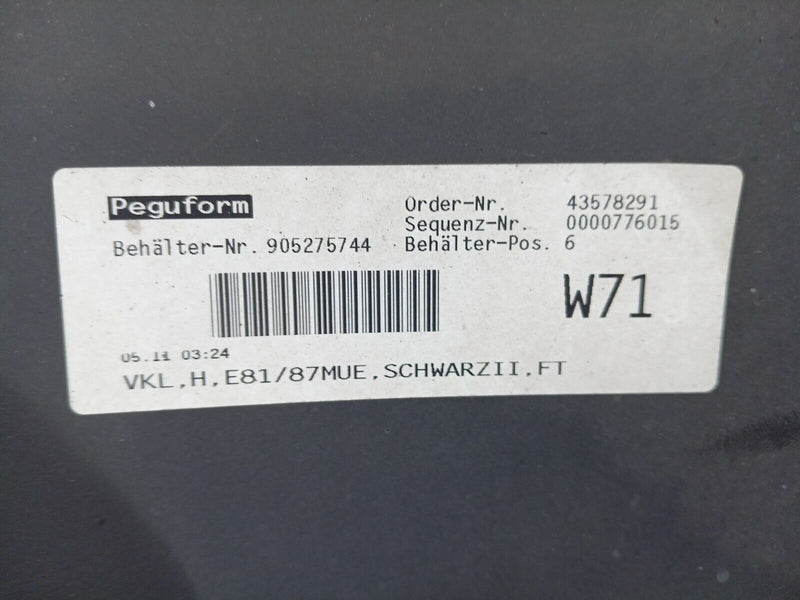 Peguform
Order-Nr. 43578291
Sequenz-Nr. 0000776015
Behälter-Nr. 905275744 Behälter-Pos. 6
W71
05.11 03:24
VKL,H,E81/87MUE,SCHWARZII,FT